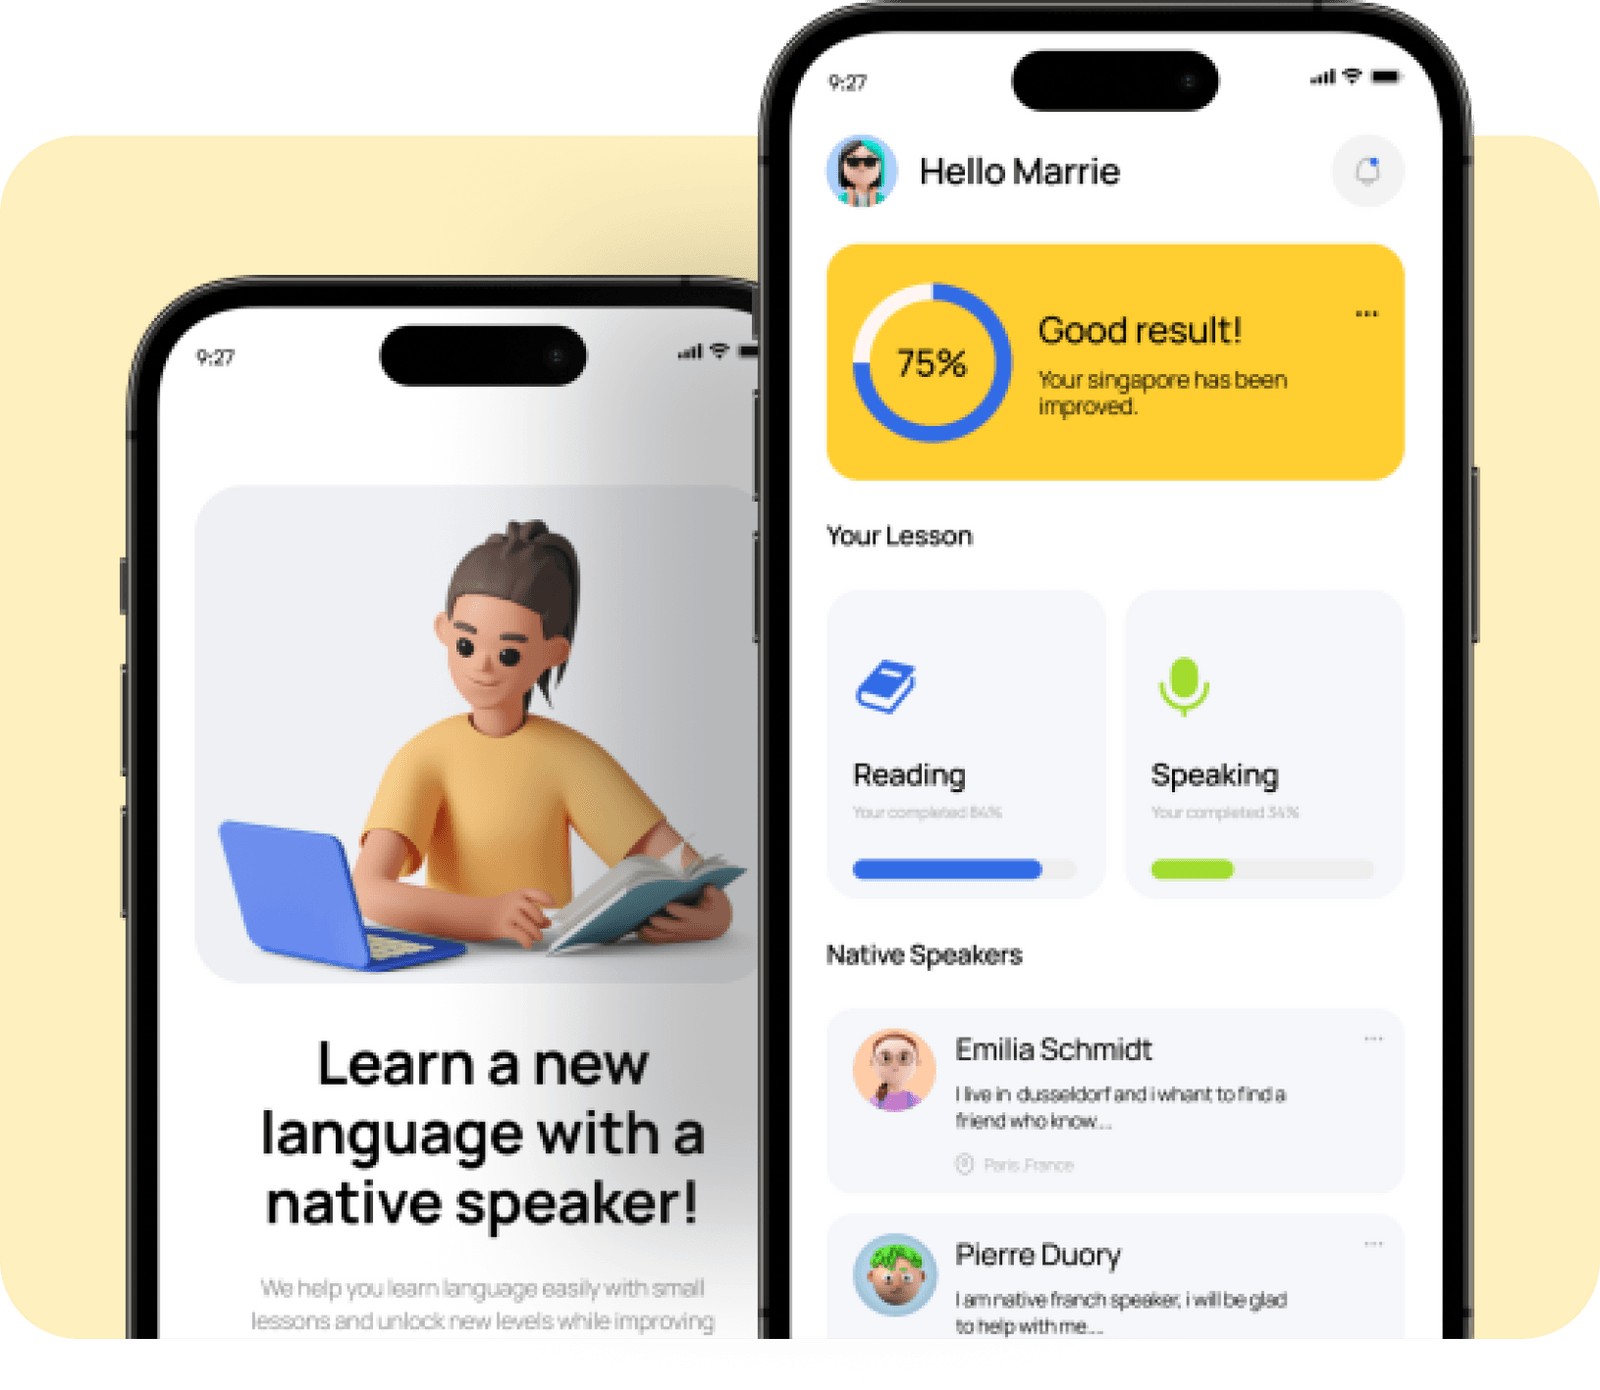 9:27
Learn a new
language with a
native speaker!
We help you learn language easily with small
lessons and unlock new levels while improving
9:27
Hello Marrie
75%
Good result!
Your singapore has been
improved.
Your Lesson
Reading
Your completed 84%
Speaking
Your completed 34%
Native Speakers
Emilia Schmidt
I live in dusseldorf and i whant to find a
friend who know...
Paris ,France
Pierre Duory
I am native franch speaker, i will be glad
to help with me...